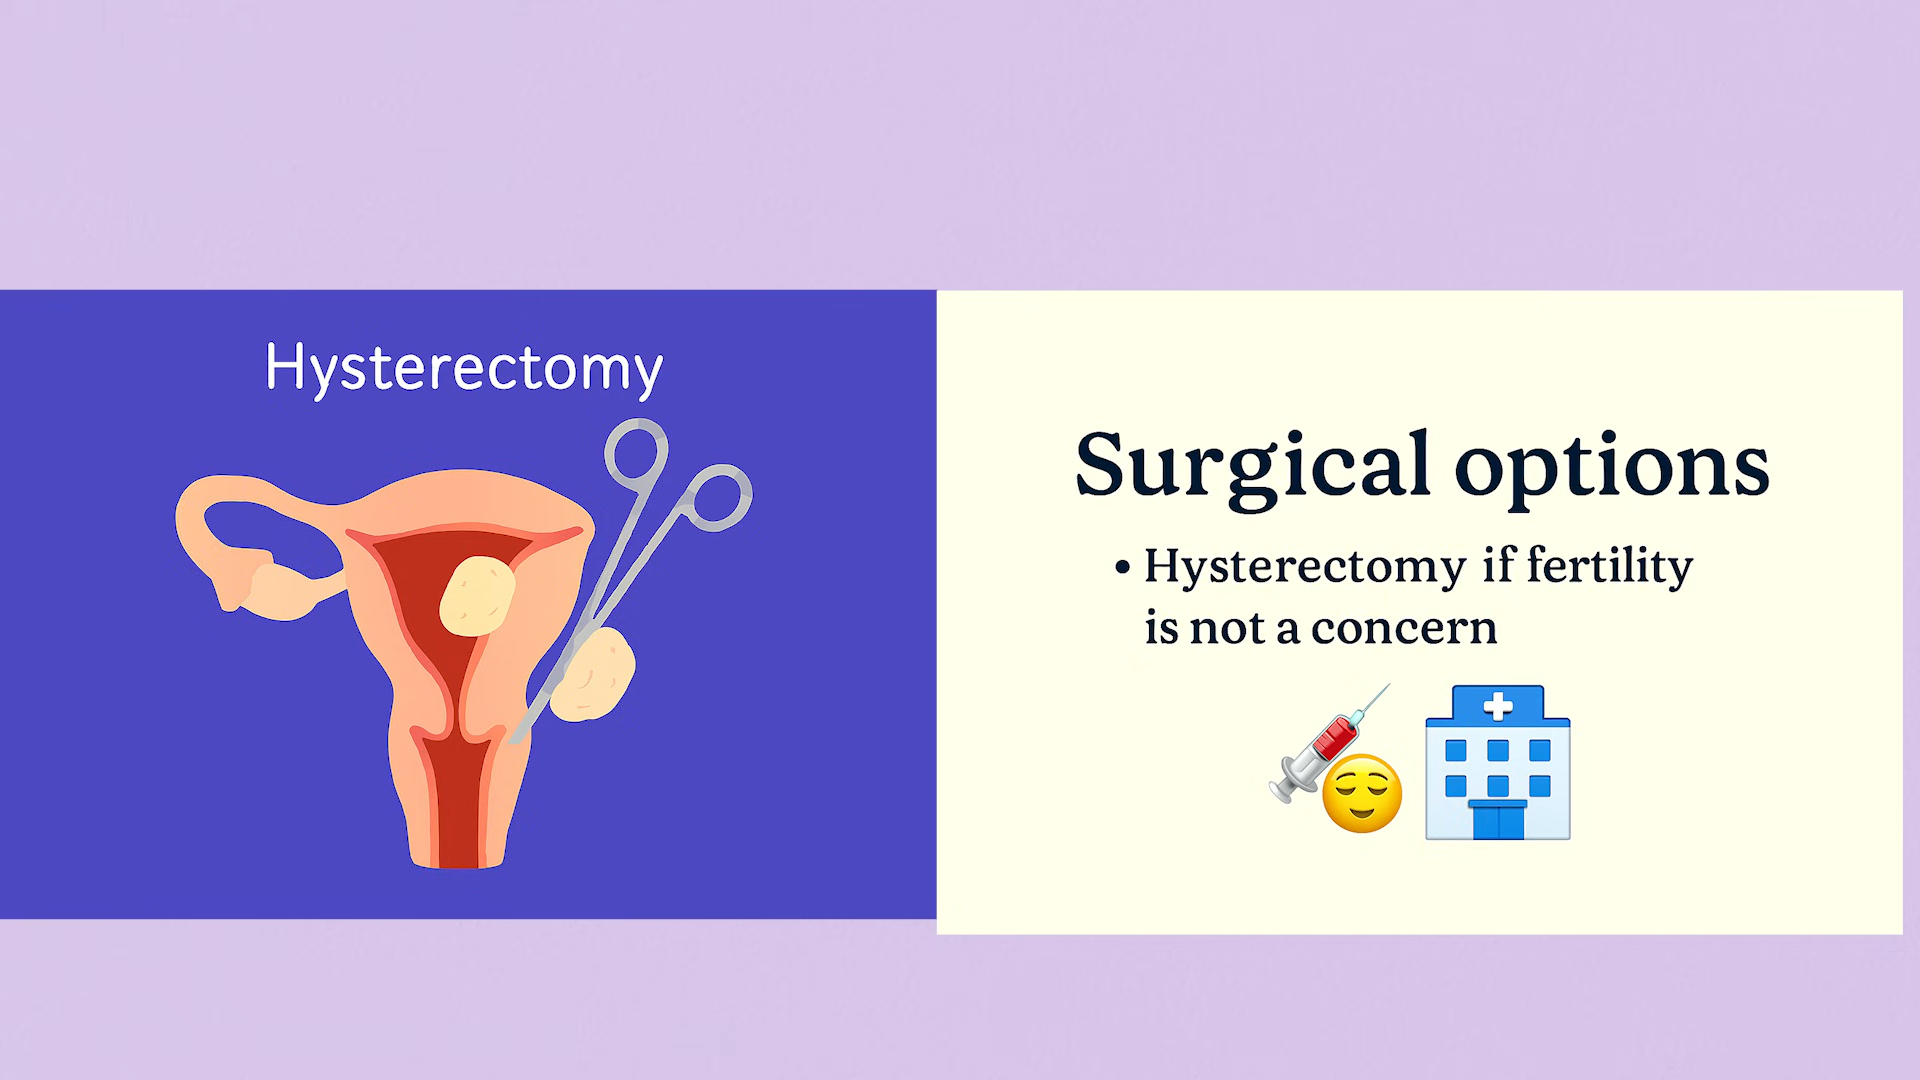 Hysterectomy
Surgical options
• Hysterectomy if fertility
is not a concern